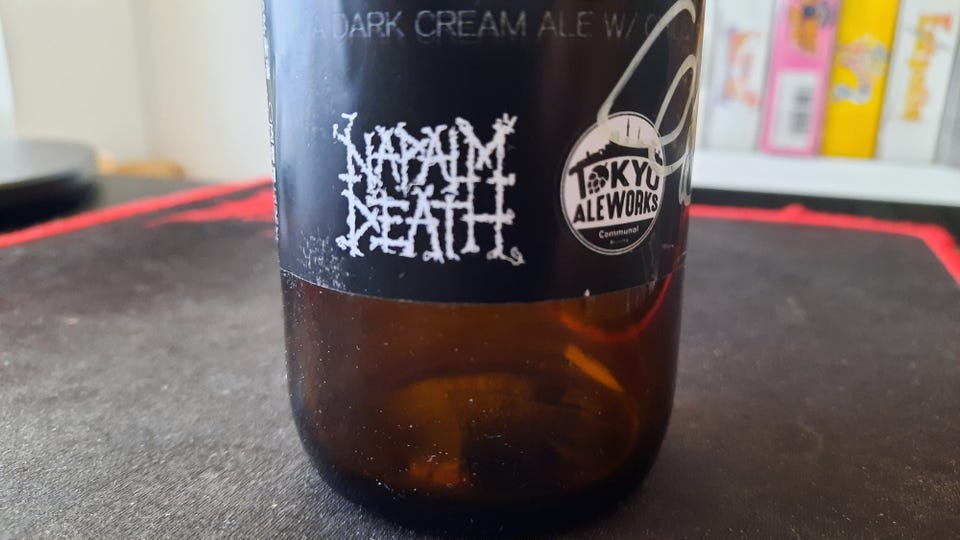 A DARK CREAM ALE W/
NAPALM
DEATH
TOKYO
ALEWORKS
Communal